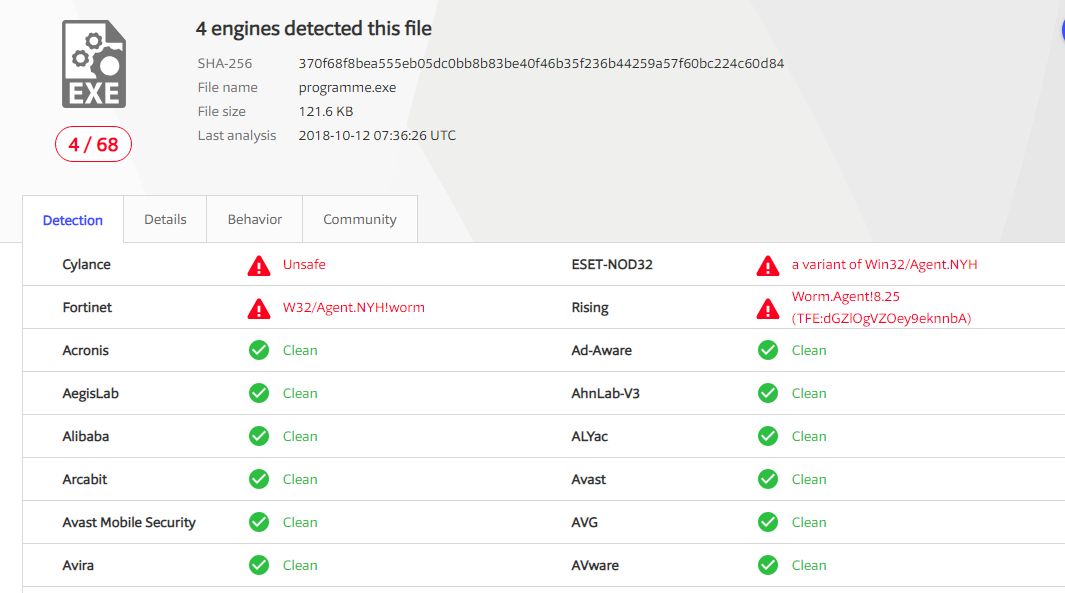 4 engines detected this file
SHA-256 370f68f8bea555eb05dc0bb8b83be40f46b35f236b44259a57f60bc224c60d84
File name programme.exe
File size 121.6 KB
Last analysis 2018-10-12 07:36:26 UTC
EXE
4 / 68
Detection Details Behavior Community
Cylance Unsafe ESET-NOD32 a variant of Win32/Agent.NYH
Fortinet W32/Agent.NYH!worm Rising Worm.Agent!8.25
(TFE:dGZlOgVZOey9eknnbA)
Acronis Clean Ad-Aware Clean
AegisLab Clean AhnLab-V3 Clean
Alibaba Clean ALYac Clean
Arcabit Clean Avast Clean
Avast Mobile Security Clean AVG Clean
Avira Clean AVware Clean